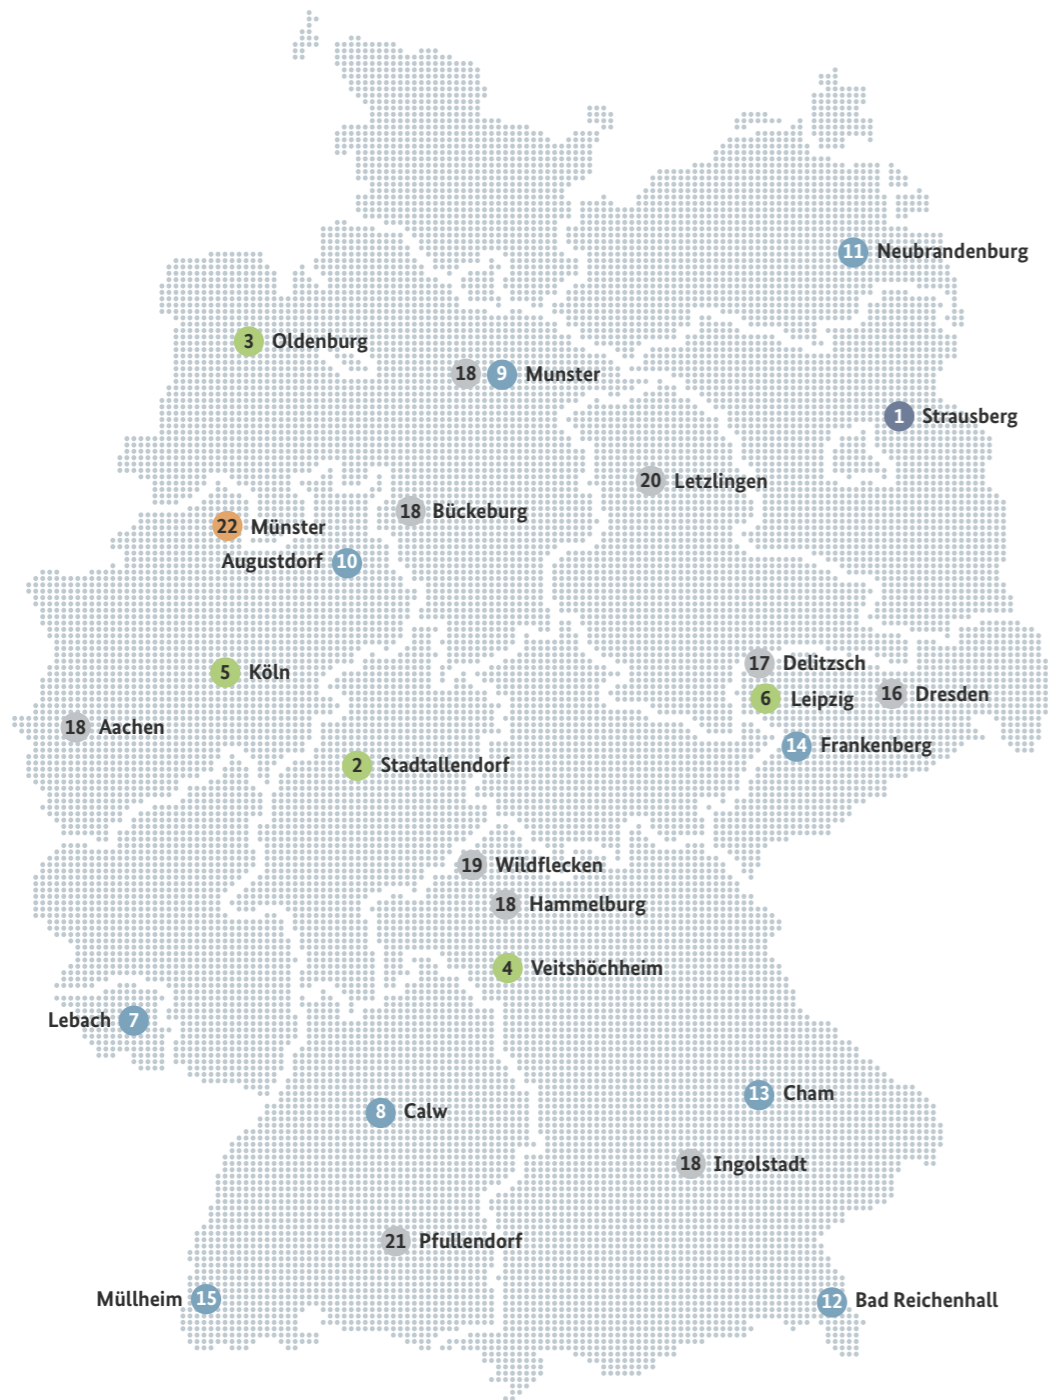 11 Neubrandenburg
3 Oldenburg
18 9 Munster
1 Strausberg
20 Letzlingen
18 Bückeburg
22 Münster
Augustdorf 10
17 Delitzsch
5 Köln
16 Dresden
6 Leipzig
18 Aachen
14 Frankenberg
2 Stadtallendorf
19 Wildflecken
18 Hammelburg
4 Veitshöchheim
Lebach 7
13 Cham
8 Calw
18 Ingolstadt
21 Pfullendorf
Müllheim 15
12 Bad Reichenhall